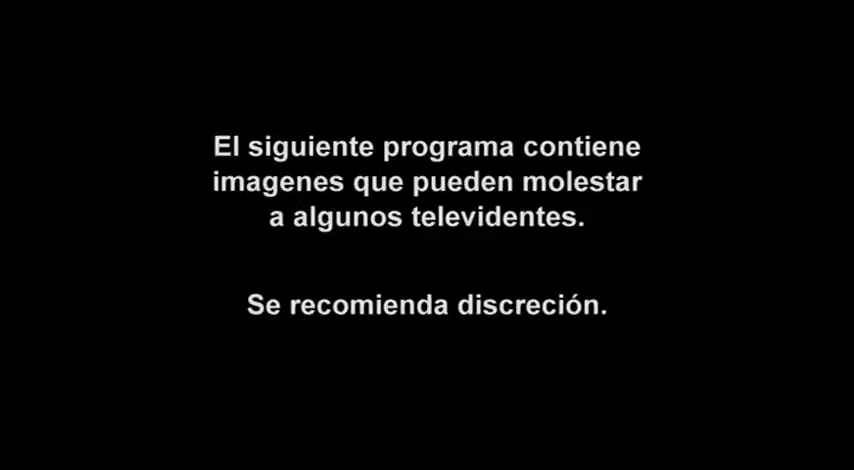 El siguiente programa contiene
imagenes que pueden molestar
a algunos televidentes.
Se recomienda discreción.